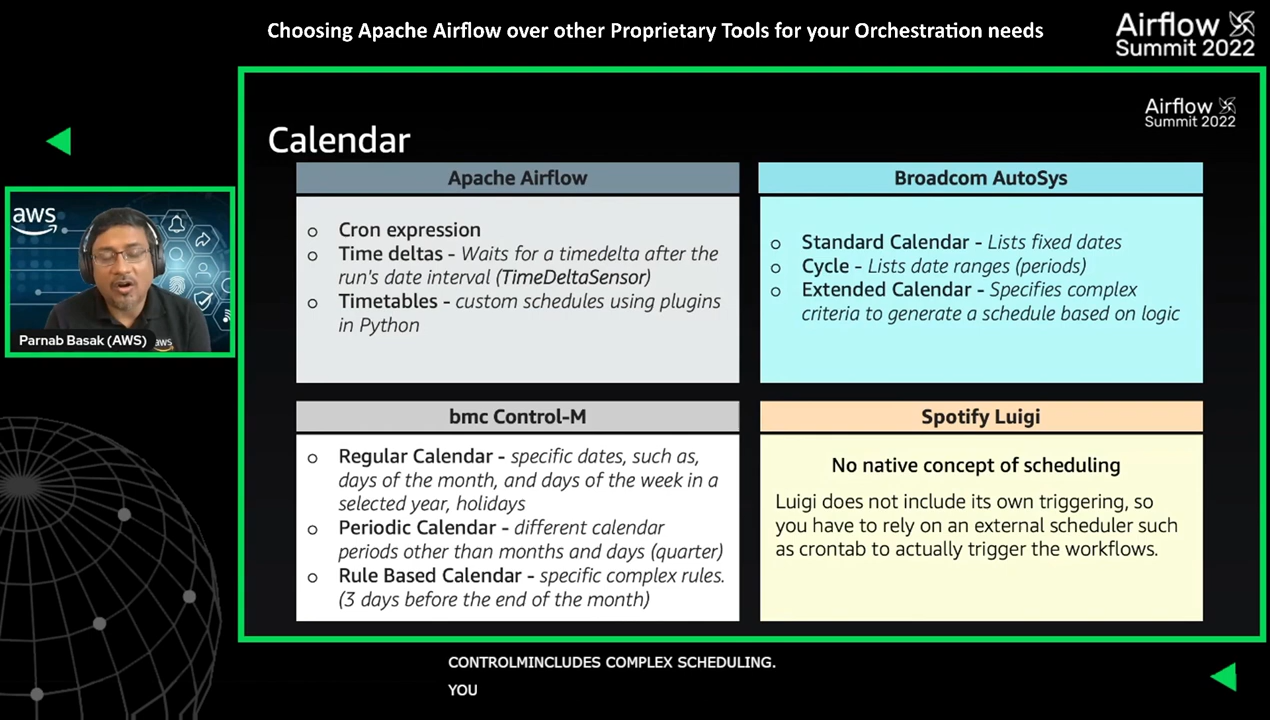 Choosing Apache Airflow over other Proprietary Tools for your Orchestration needs
Airflow
Summit 2022
Airflow
Summit 2022
Calendar
aws
Parnab Basak (AWS)
aws
Apache Airflow
o Cron expression
o Time deltas - Waits for a timedelta after the
run's date interval (TimeDeltaSensor)
o Timetables - custom schedules using plugins
in Python
Broadcom AutoSys
o Standard Calendar - Lists fixed dates
o Cycle - Lists date ranges (periods)
o Extended Calendar - Specifies complex
criteria to generate a schedule based on logic
bmc Control-M
o Regular Calendar - specific dates, such as,
days of the month, and days of the week in a
selected year, holidays
o Periodic Calendar - different calendar
periods other than months and days (quarter)
o Rule Based Calendar - specific complex rules.
(3 days before the end of the month)
Spotify Luigi
No native concept of scheduling
Luigi does not include its own triggering, so
you have to rely on an external scheduler such
as crontab to actually trigger the workflows.
CONTROLMINCLUDES COMPLEX SCHEDULING.
YOU